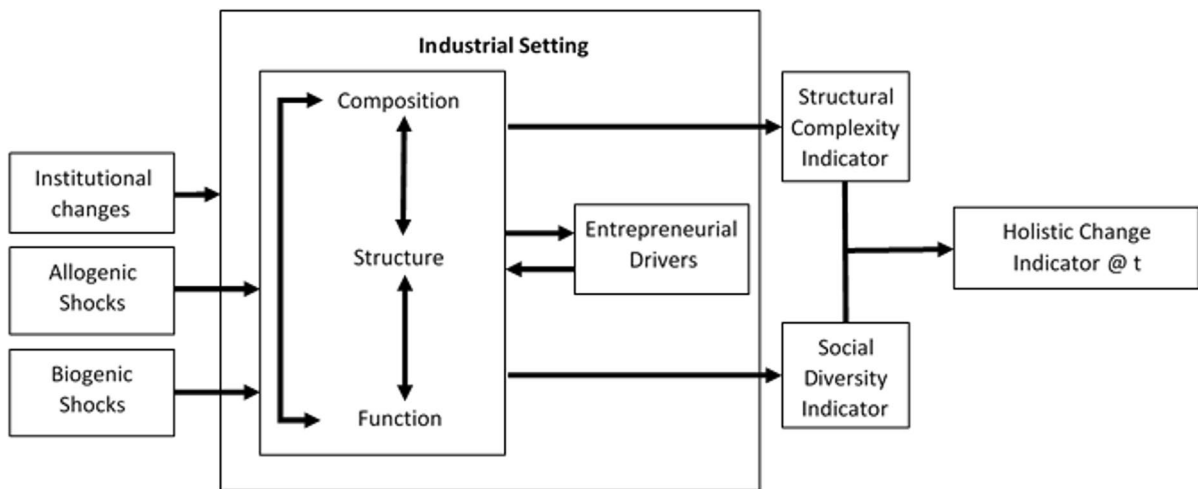 Industrial Setting
Composition
Structure
Function
Institutional
changes
Allogenic
Shocks
Biogenic
Shocks
Entrepreneurial
Drivers
Structural
Complexity
Indicator
Social
Diversity
Indicator
Holistic Change
Indicator @ t